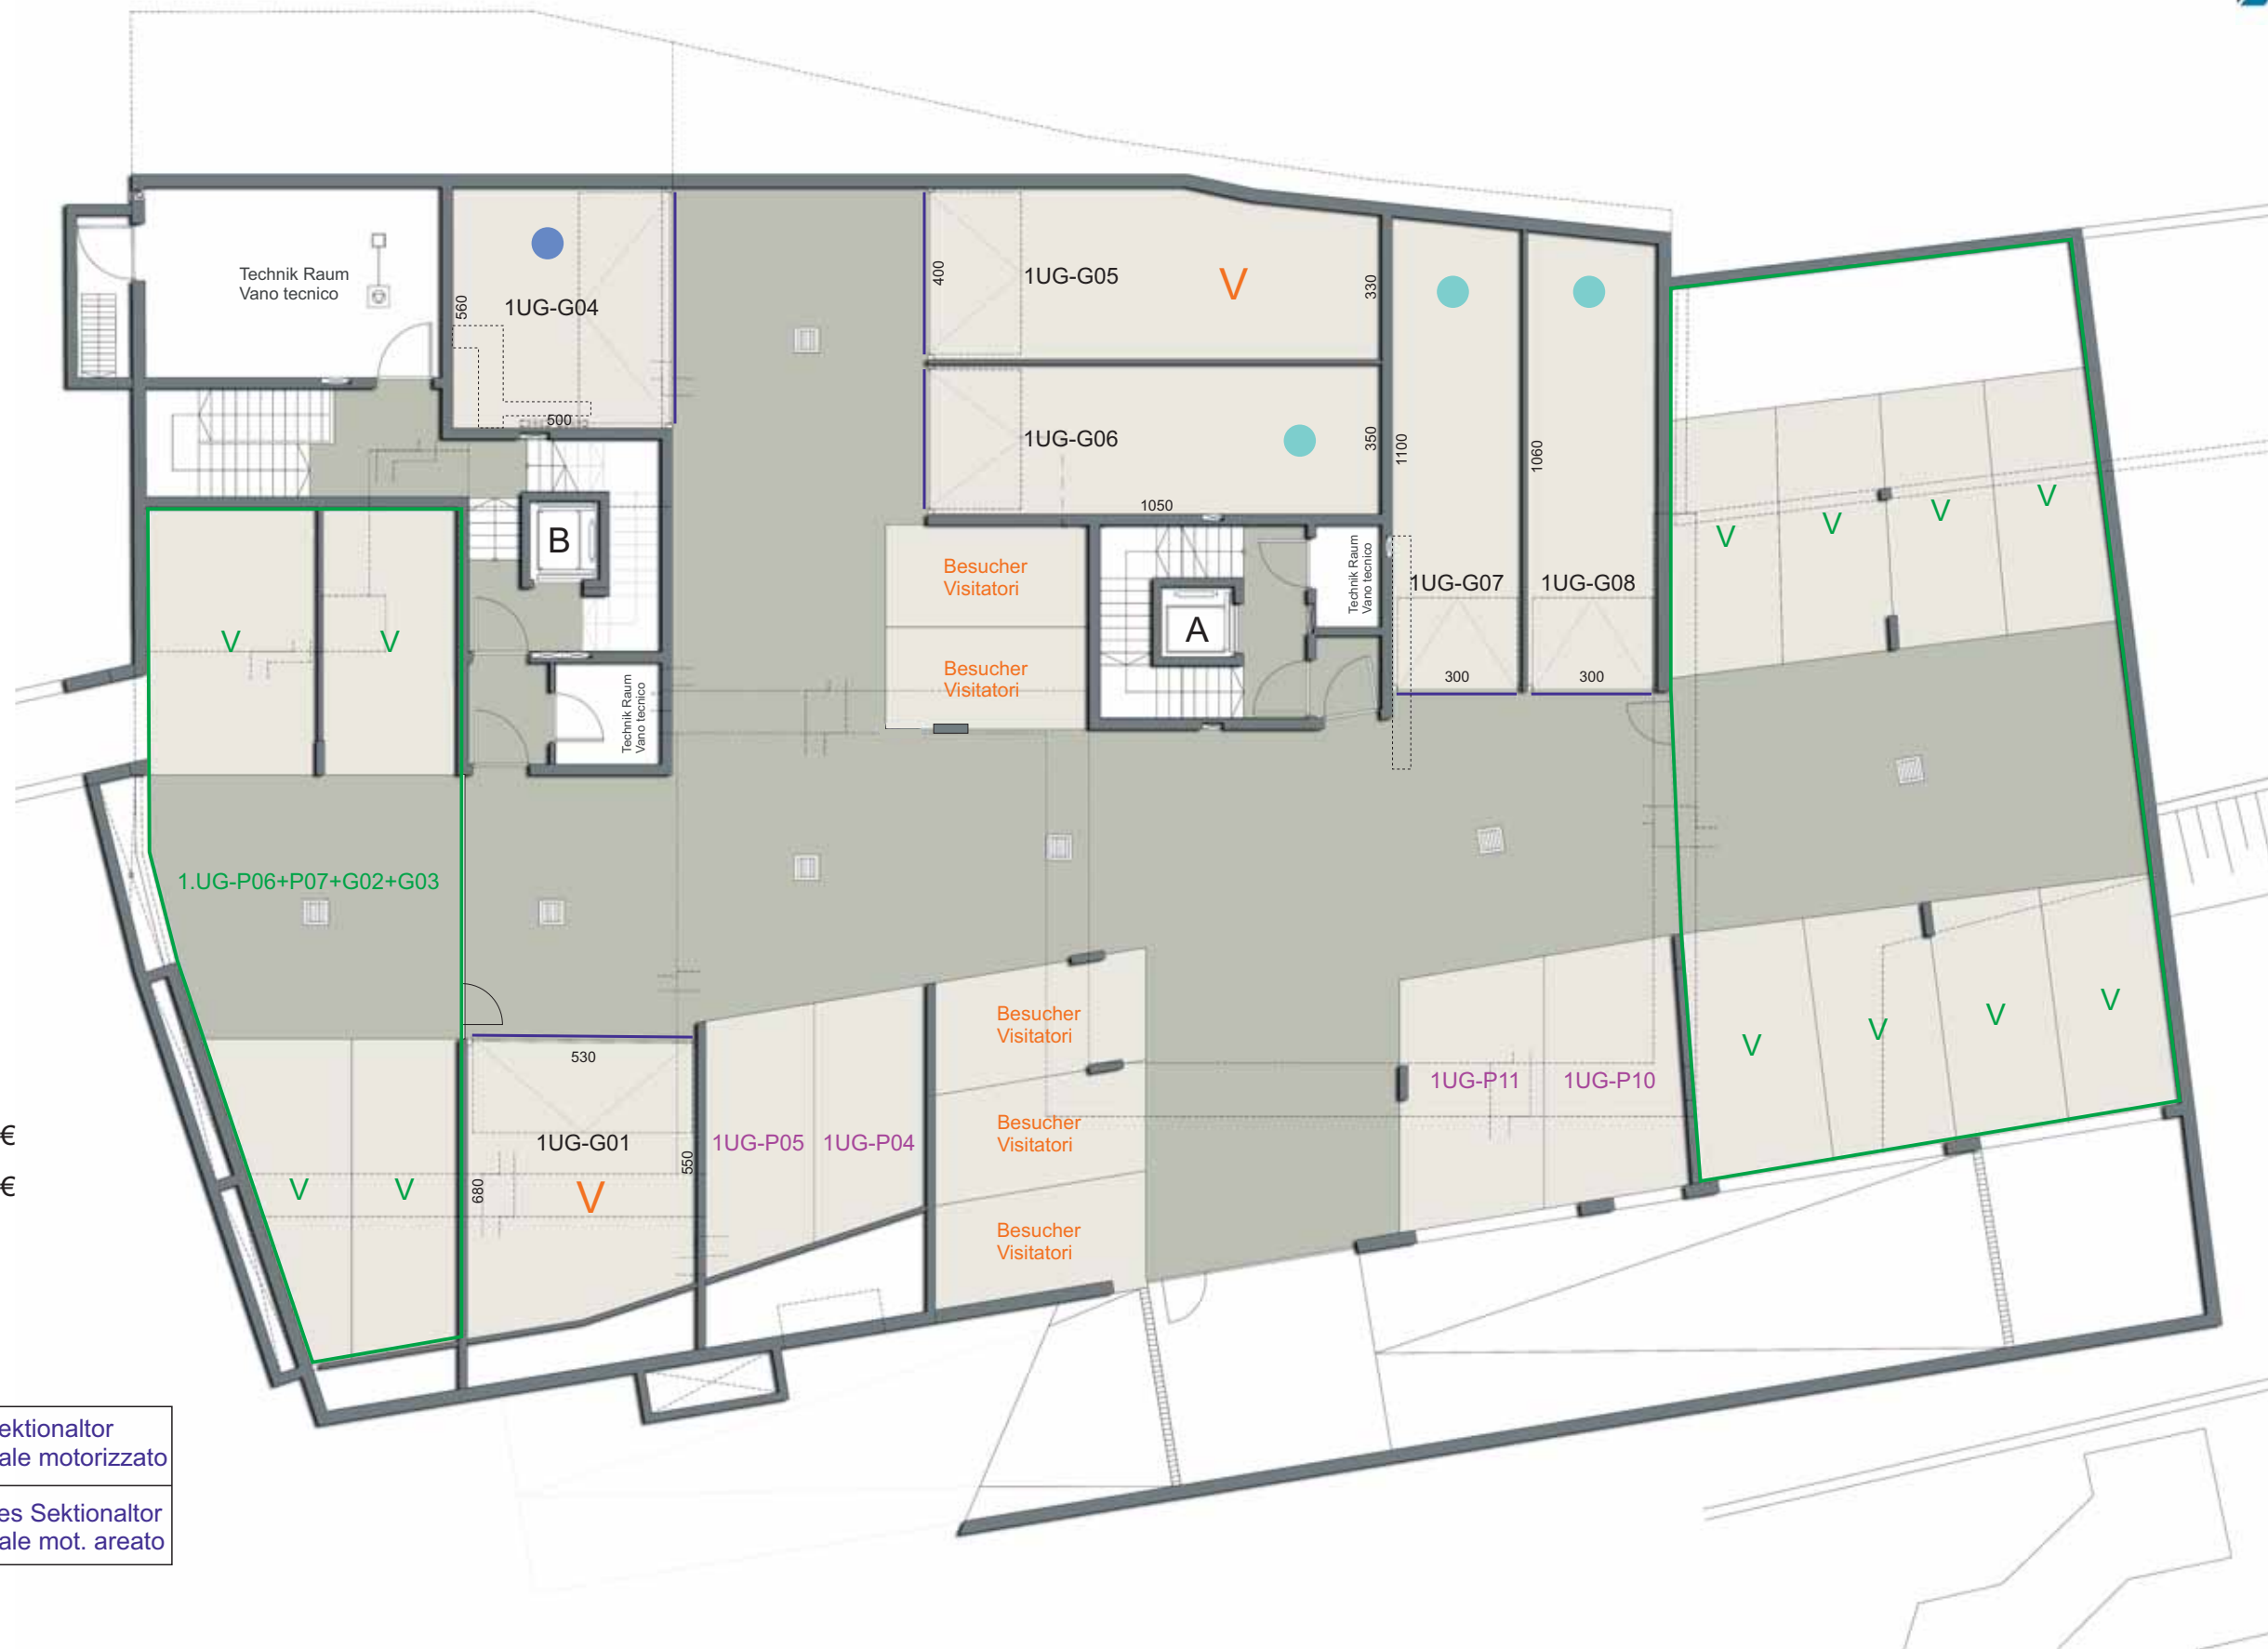 Technik Raum
Vano tecnico
560
1UG-G04
500
400
1UG-G05
V
330
1UG-G06
350
1050
1100
1060
V
V
V
V
B
Besucher
Visitatori
Besucher
Visitatori
A
Technik Raum
Vano tecnico
1UG-G07
1UG-G08
300
300
V
V
Technik Raum
Vano tecnico
1.UG-P06+P07+G02+G03
V
V
V
V
530
1UG-G01
V
680
550
1UG-P05
1UG-P04
Besucher
Visitatori
Besucher
Visitatori
Besucher
Visitatori
1UG-P11
1UG-P10
V
V
€
€
ektionaltor
ale motorizzato
es Sektionaltor
ale mot. areato